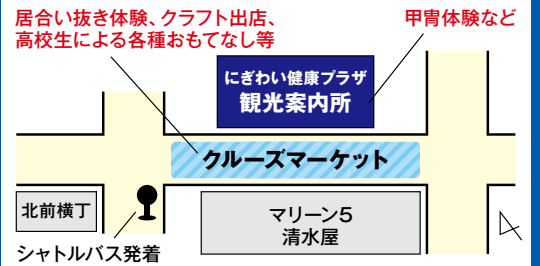 居合い抜き体験、クラフト出店、
高校生による各種おもてなし等
甲冑体験など
にぎわい健康プラザ
観光案内所
クルーズマーケット
北前横丁
マリーン5
清水屋
シャトルバス発着